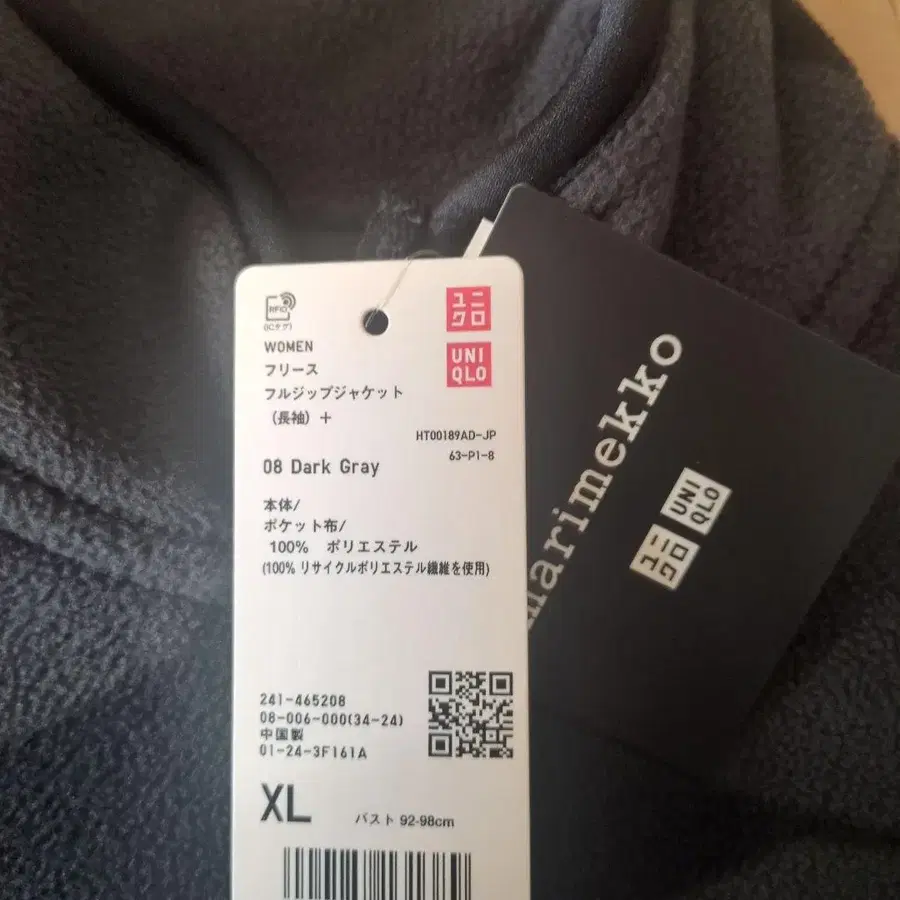 RFID
(ICタグ)
ユニ
クロ
UNI
QLO
WOMEN
フリース
フルジップジャケット
(長袖)+
HT00189AD-JP
63-P1-8
08 Dark Gray
本体/
ポケット布/
100% ポリエステル
(100% リサイクルポリエステル繊維を使用)
241-465208
08-006-000(34-24)
中国製
01-24-3F161A
XL バスト 92-98cm
marimekko
ユニ
クロ
UNI
QLO